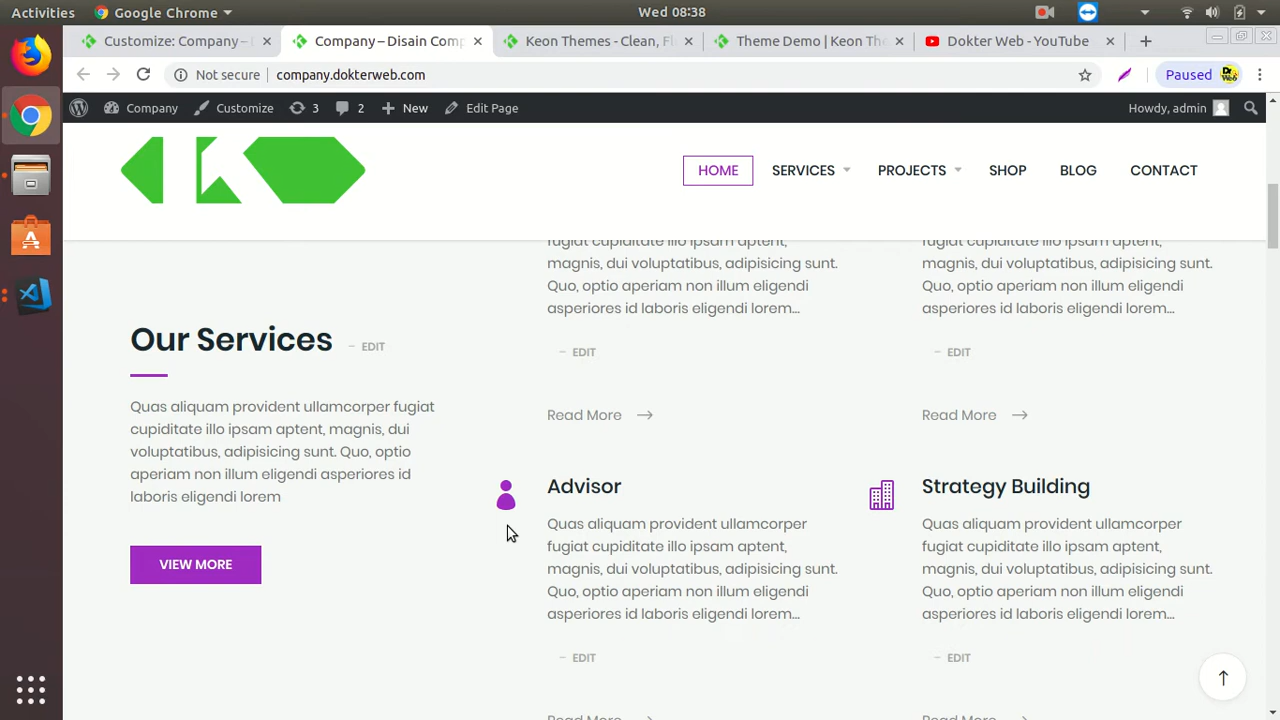 Activities
Google Chrome
Wed 08:38
Customize: Company –
Company – Disain Comp
Keon Themes - Clean, Fl
Theme Demo | Keon The
Dokter Web - YouTube
Not secure
company.dokterweb.com
Paused
Company
Customize
3
2
New
Edit Page
Howdy, admin
HOME
SERVICES
PROJECTS
SHOP
BLOG
CONTACT
Our Services
EDIT
Quas aliquam provident ullamcorper fugiat
cupiditate illo ipsam aptent, magnis, dui
voluptatibus, adipisicing sunt. Quo, optio
aperiam non illum eligendi asperiores id
laboris eligendi lorem
VIEW MORE
fugiat cupiditate illo ipsam aptent,
magnis, dui voluptatibus, adipisicing sunt.
Quo, optio aperiam non illum eligendi
asperiores id laboris eligendi lorem...
EDIT
Read More
fugiat cupiditate illo ipsam aptent,
magnis, dui voluptatibus, adipisicing sunt.
Quo, optio aperiam non illum eligendi
asperiores id laboris eligendi lorem...
EDIT
Read More
Advisor
Quas aliquam provident ullamcorper
fugiat cupiditate illo ipsam aptent,
magnis, dui voluptatibus, adipisicing sunt.
Quo, optio aperiam non illum eligendi
asperiores id laboris eligendi lorem...
EDIT
Read More
Strategy Building
Quas aliquam provident ullamcorper
fugiat cupiditate illo ipsam aptent,
magnis, dui voluptatibus, adipisicing sunt.
Quo, optio aperiam non illum eligendi
asperiores id laboris eligendi lorem...
EDIT
Read More